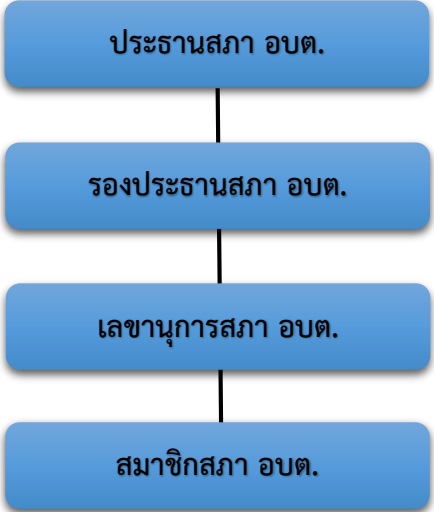 ประธานสภา อบต.
รองประธานสภา อบต.
เลขานุการสภา อบต.
สมาชิกสภา อบต.